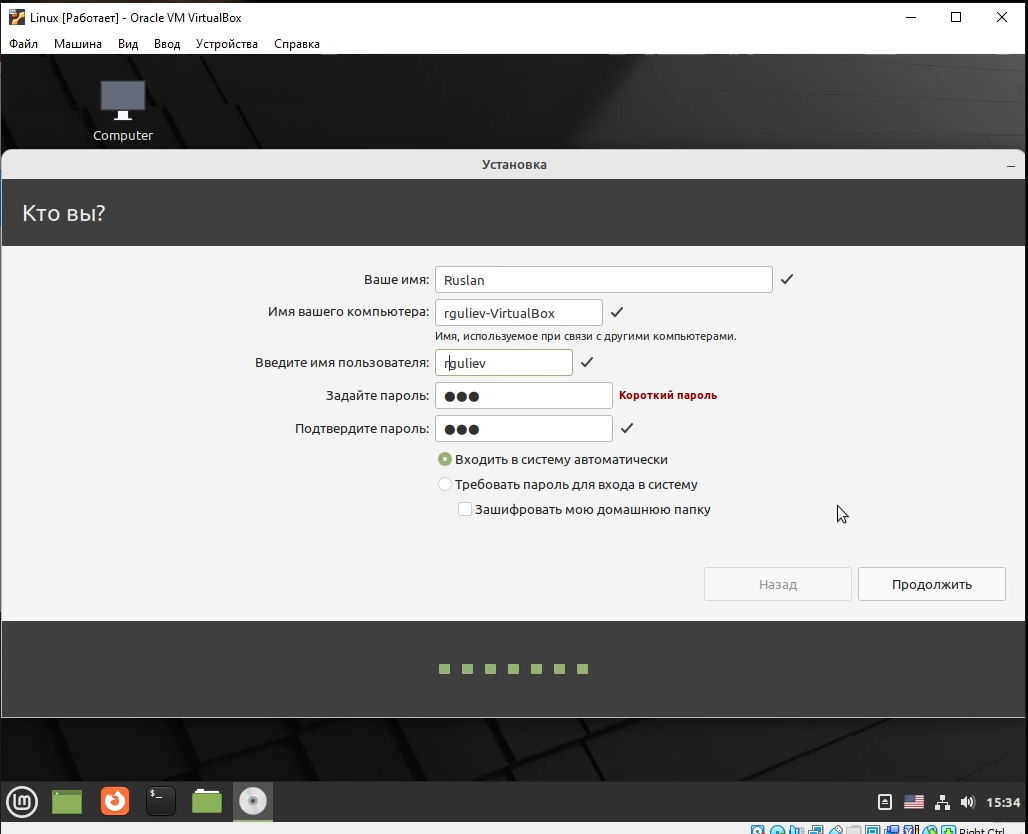 Linux [Работает] - Oracle VM VirtualBox
Файл Машина Вид Ввод Устройства Справка
Computer
Установка
Кто вы?
Ваше имя: Ruslan
Имя вашего компьютера: rguliev-VirtualBox
Имя, используемое при связи с другими компьютерами.
Введите имя пользователя: rguliev
Задайте пароль: ●●● Короткий пароль
Подтвердите пароль: ●●●
Входить в систему автоматически
Требовать пароль для входа в систему
Зашифровать мою домашнюю папку
Назад Продолжить
$_
15:34
Right Ctrl